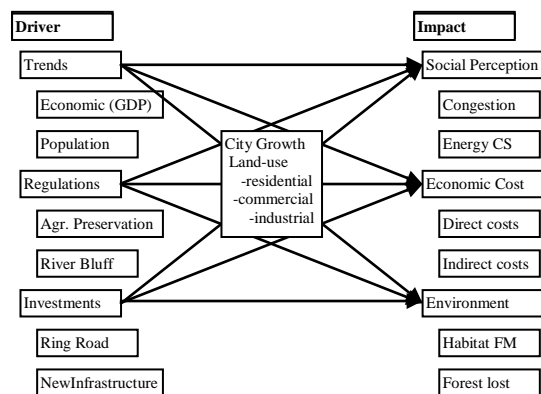 Driver
Trends
Economic (GDP)
Population
Regulations
Agr. Preservation
River Bluff
Investments
Ring Road
NewInfrastructure
City Growth
Land-use
-residential
-commercial
-industrial
Impact
Social Perception
Congestion
Energy CS
Economic Cost
Direct costs
Indirect costs
Environment
Habitat FM
Forest lost